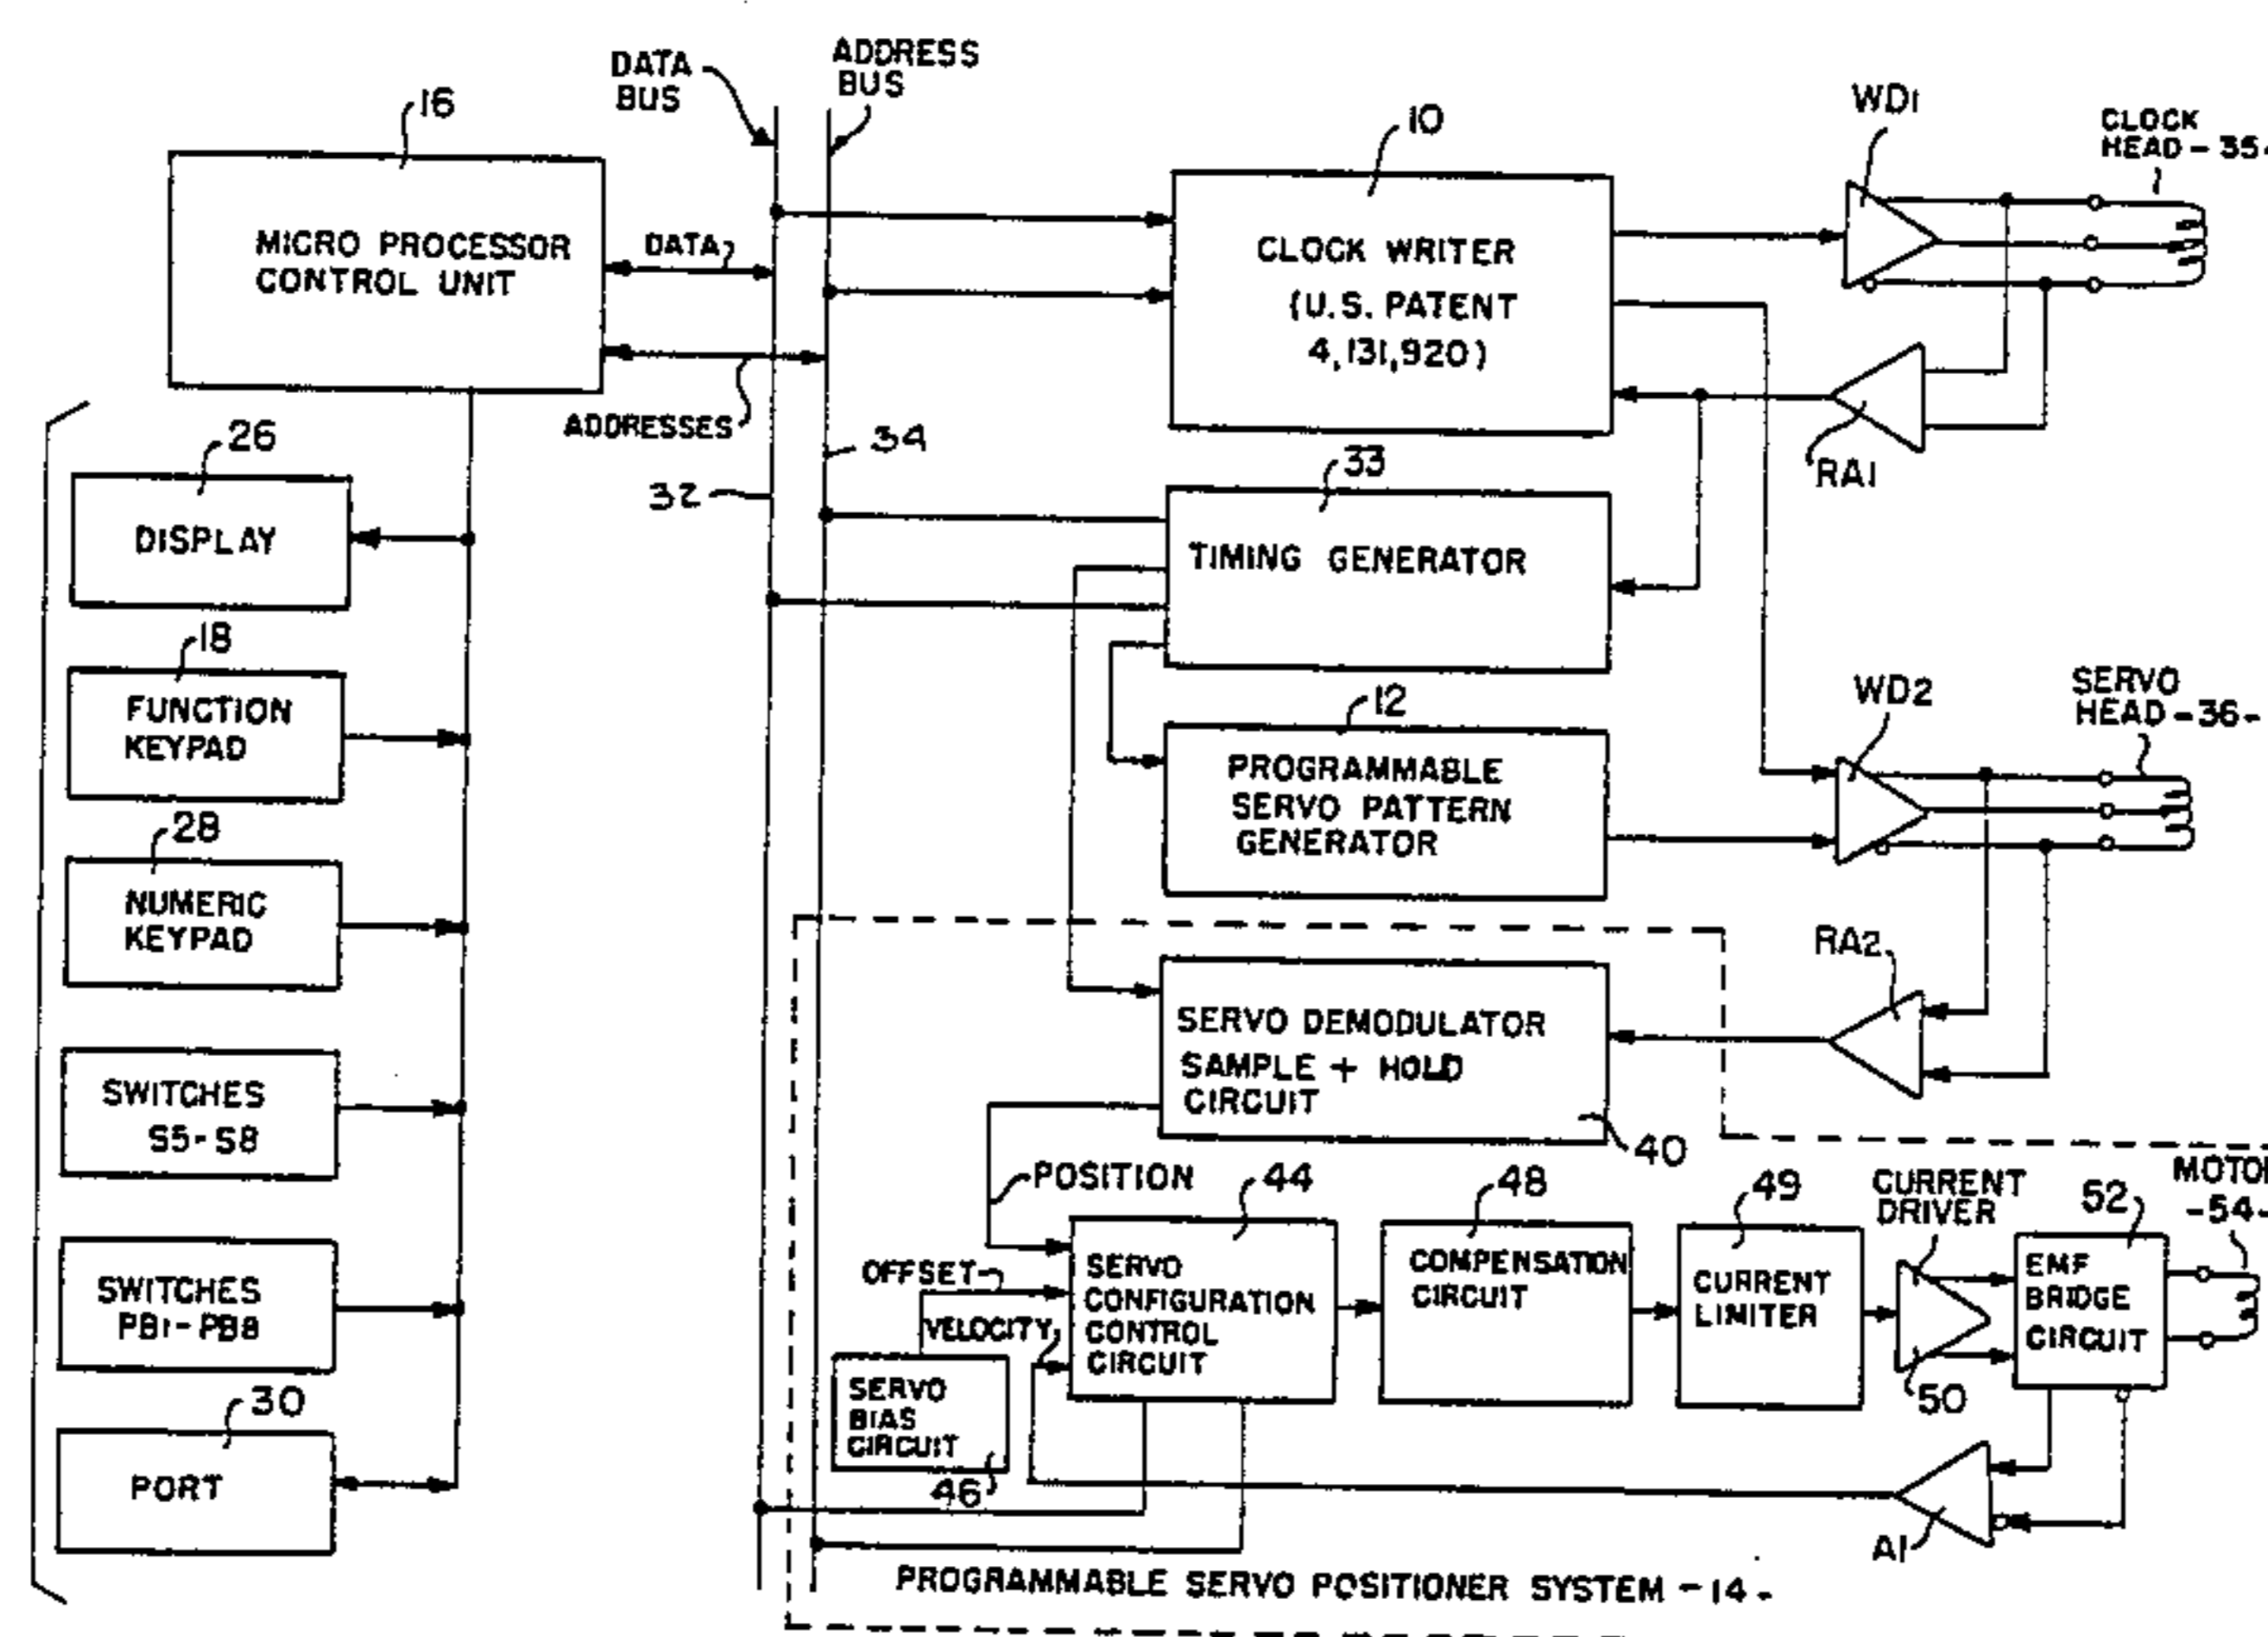 DATA
BUS
ADDRESS
BUS
16
MICRO PROCESSOR
CONTROL UNIT
DATA
ADDRESSES
34
32
10
CLOCK WRITER
(U.S. PATENT
4,131,920)
WD1
CLOCK
HEAD - 35-
RA1
26
DISPLAY
18
FUNCTION
KEYPAD
28
NUMERIC
KEYPAD
SWITCHES
S5-S8
SWITCHES
PB1-PB8
30
PORT
33
TIMING GENERATOR
12
PROGRAMMABLE
SERVO PATTERN
GENERATOR
WD2
SERVO
HEAD -36-
RA2
SERVO DEMODULATOR
SAMPLE + HOLD
CIRCUIT
40
POSITION
OFFSET
VELOCITY
44
SERVO
CONFIGURATION
CONTROL
CIRCUIT
SERVO
BIAS
CIRCUIT
46
48
COMPENSATION
CIRCUIT
49
CURRENT
LIMITER
CURRENT
DRIVER
50
52
EMF
BRIDGE
CIRCUIT
MOTOR
-54-
A1
PROGRAMMABLE SERVO POSITIONER SYSTEM -14-